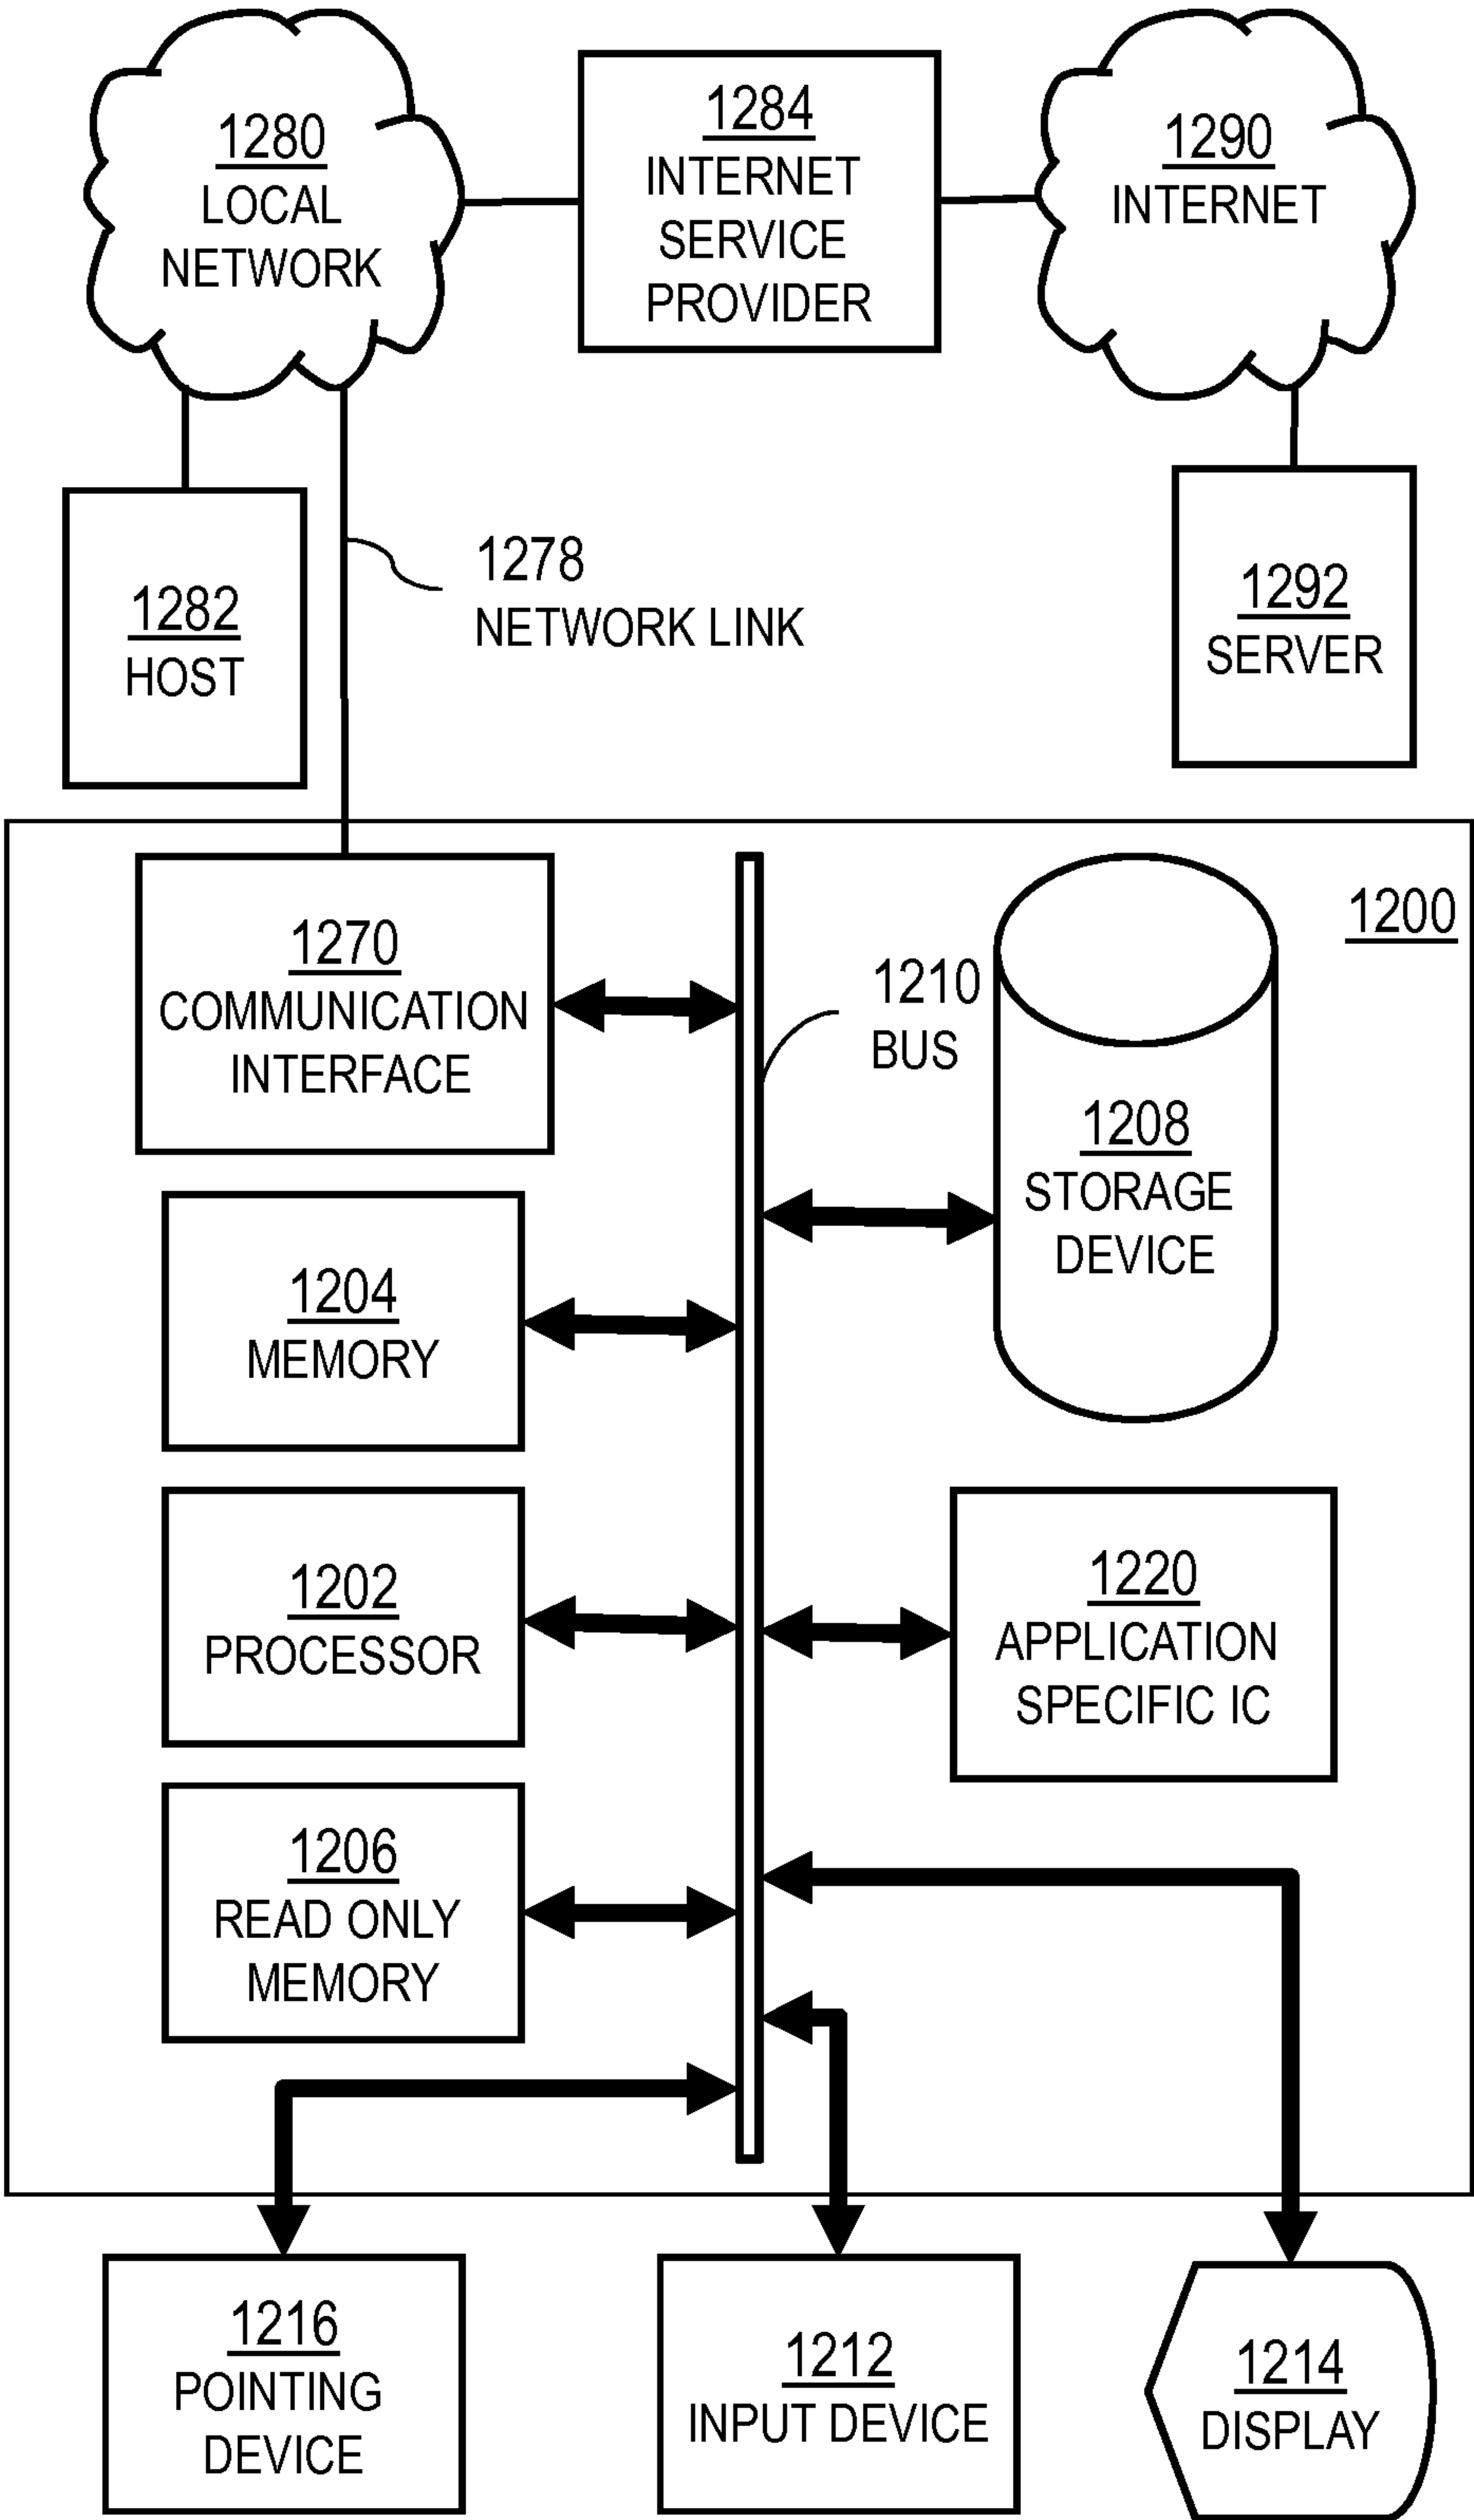 1280
LOCAL
NETWORK
1284
INTERNET
SERVICE
PROVIDER
1290
INTERNET
1282
HOST
1278
NETWORK LINK
1292
SERVER
1200
1270
COMMUNICATION
INTERFACE
1210
BUS
1208
STORAGE
DEVICE
1204
MEMORY
1202
PROCESSOR
1220
APPLICATION
SPECIFIC IC
1206
READ ONLY
MEMORY
1216
POINTING
DEVICE
1212
INPUT DEVICE
1214
DISPLAY